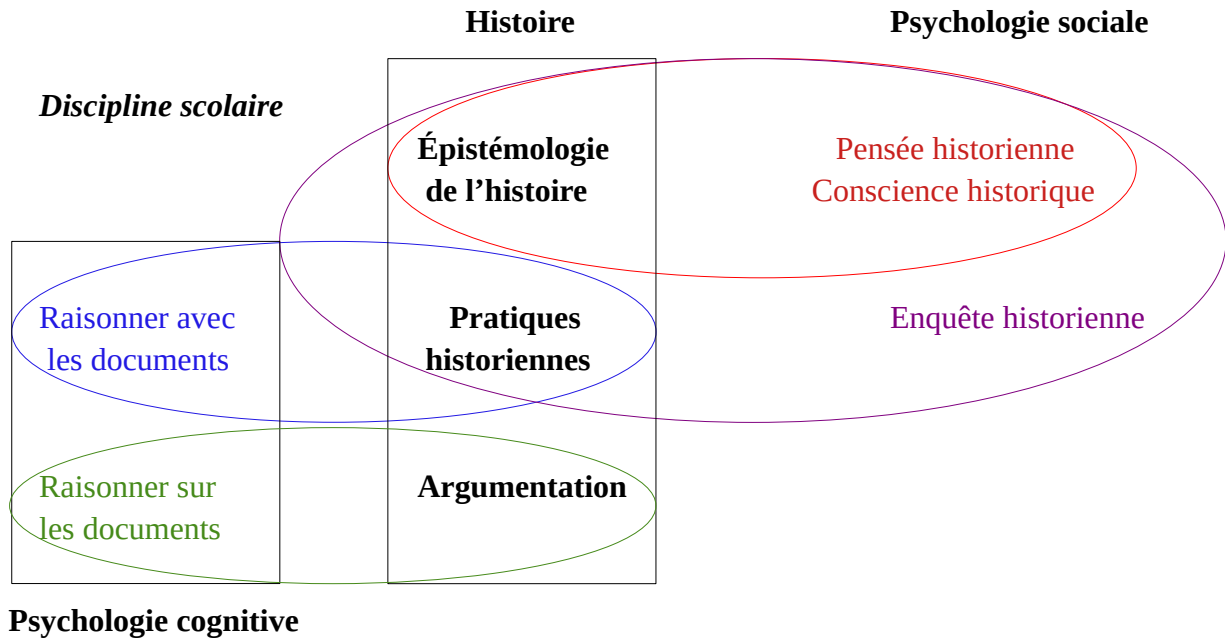 Histoire
Psychologie sociale
Discipline scolaire
Épistémologie
de l’histoire
Pensée historienne
Conscience historique
Raisonner avec
les documents
Pratiques
historiennes
Enquête historienne
Raisonner sur
les documents
Argumentation
Psychologie cognitive